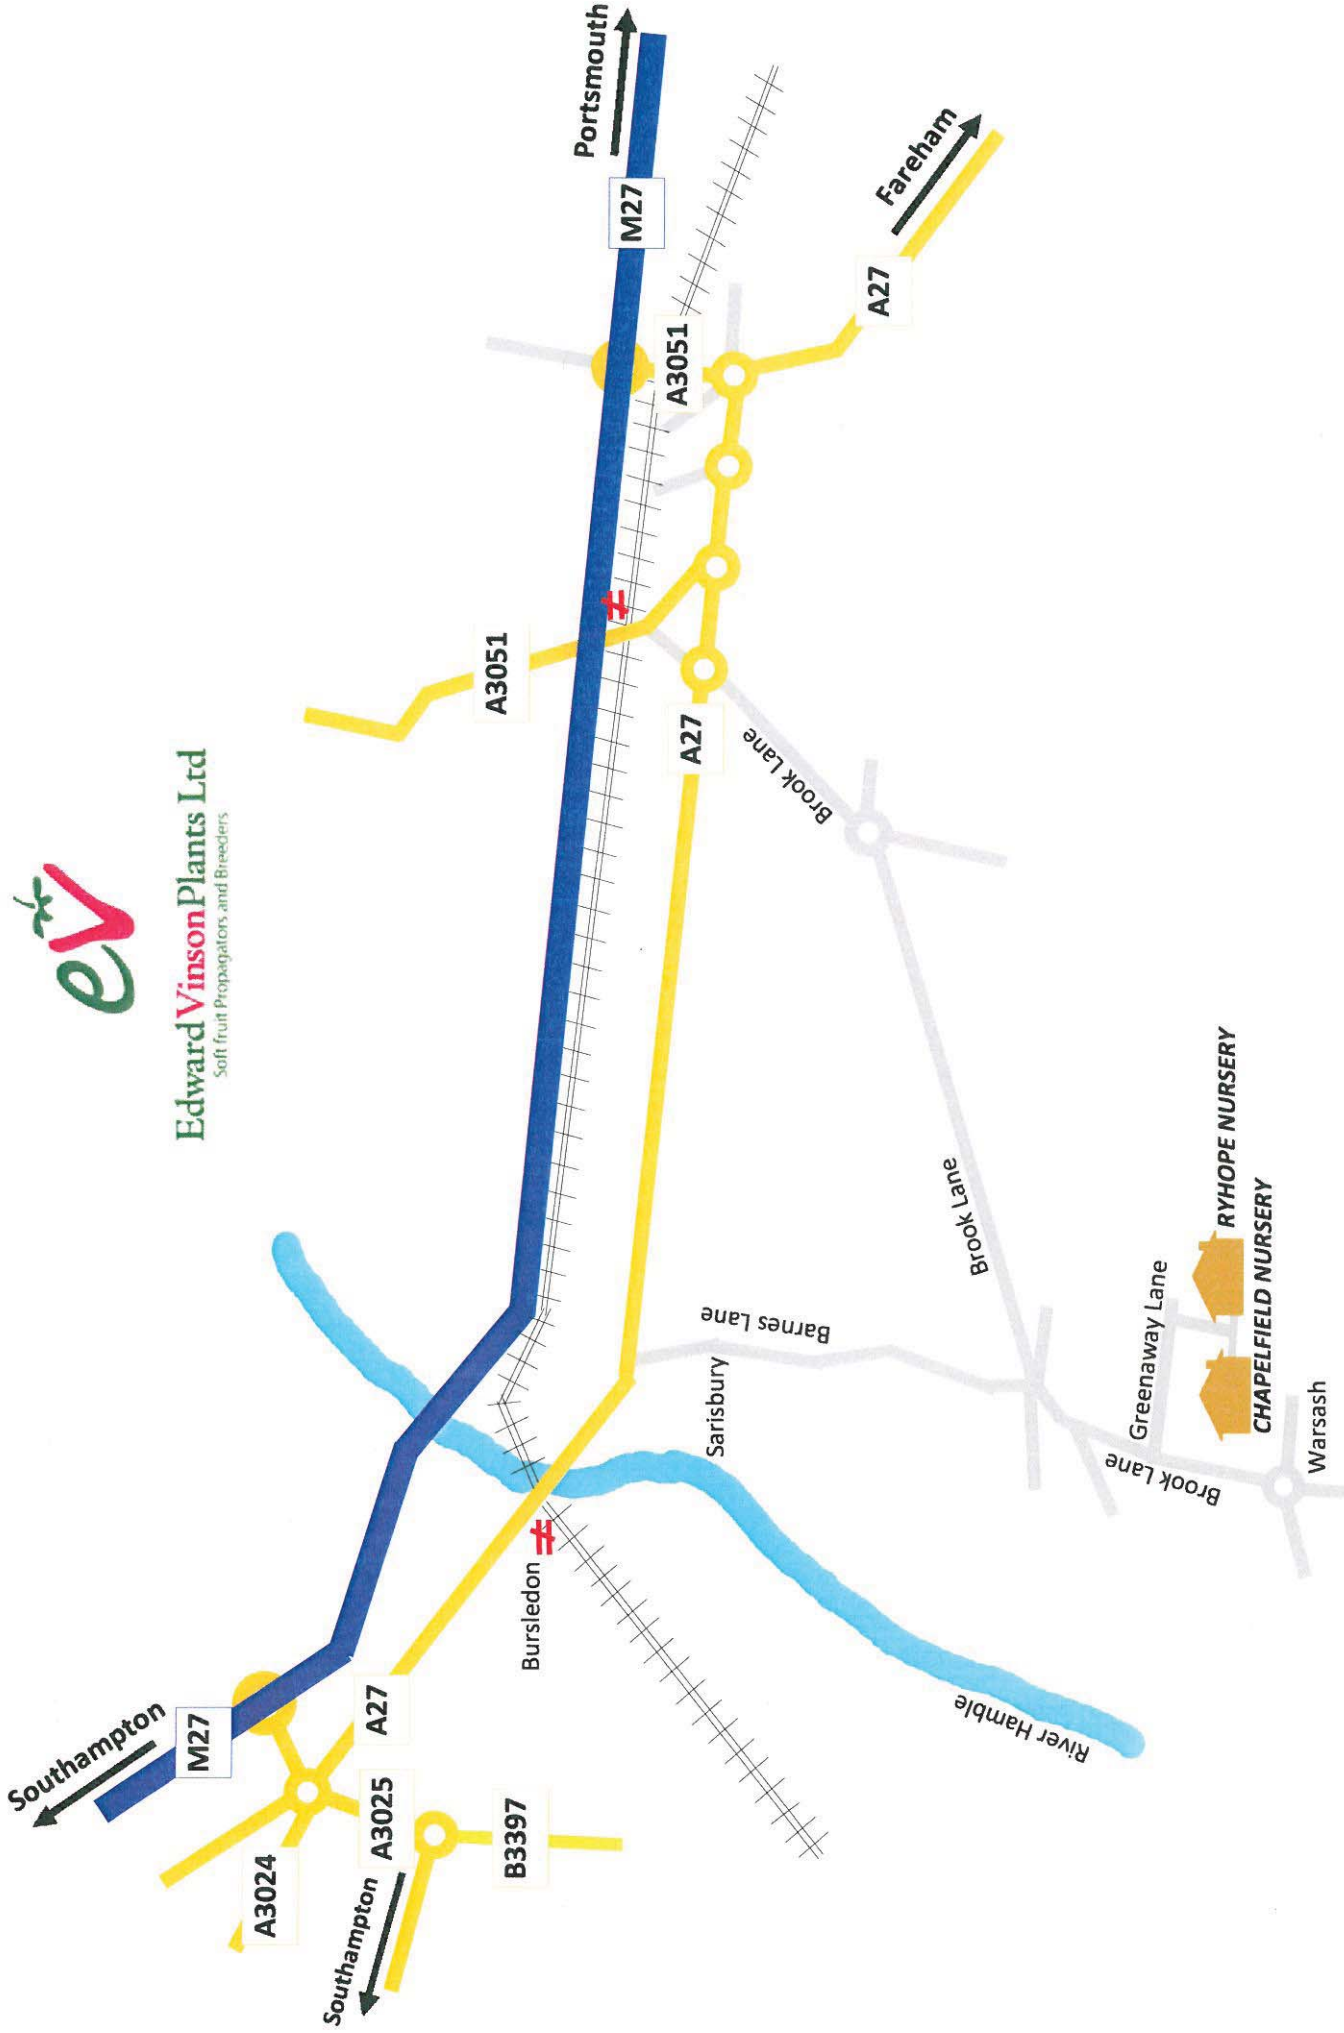 ev
Edward Vinson Plants Ltd
Soft fruit Propagators and Breeders
Southampton
M27
A3024
A27
A3025
Southampton
B3397
Bursledon
River Hamble
Sarisbury
Barnes Lane
Brook Lane
Greenaway Lane
Brook Lane
Warsash
CHAPELFIELD NURSERY
RYHOPE NURSERY
A3051
A27
Brook Lane
Portsmouth
M27
A3051
A27
Fareham